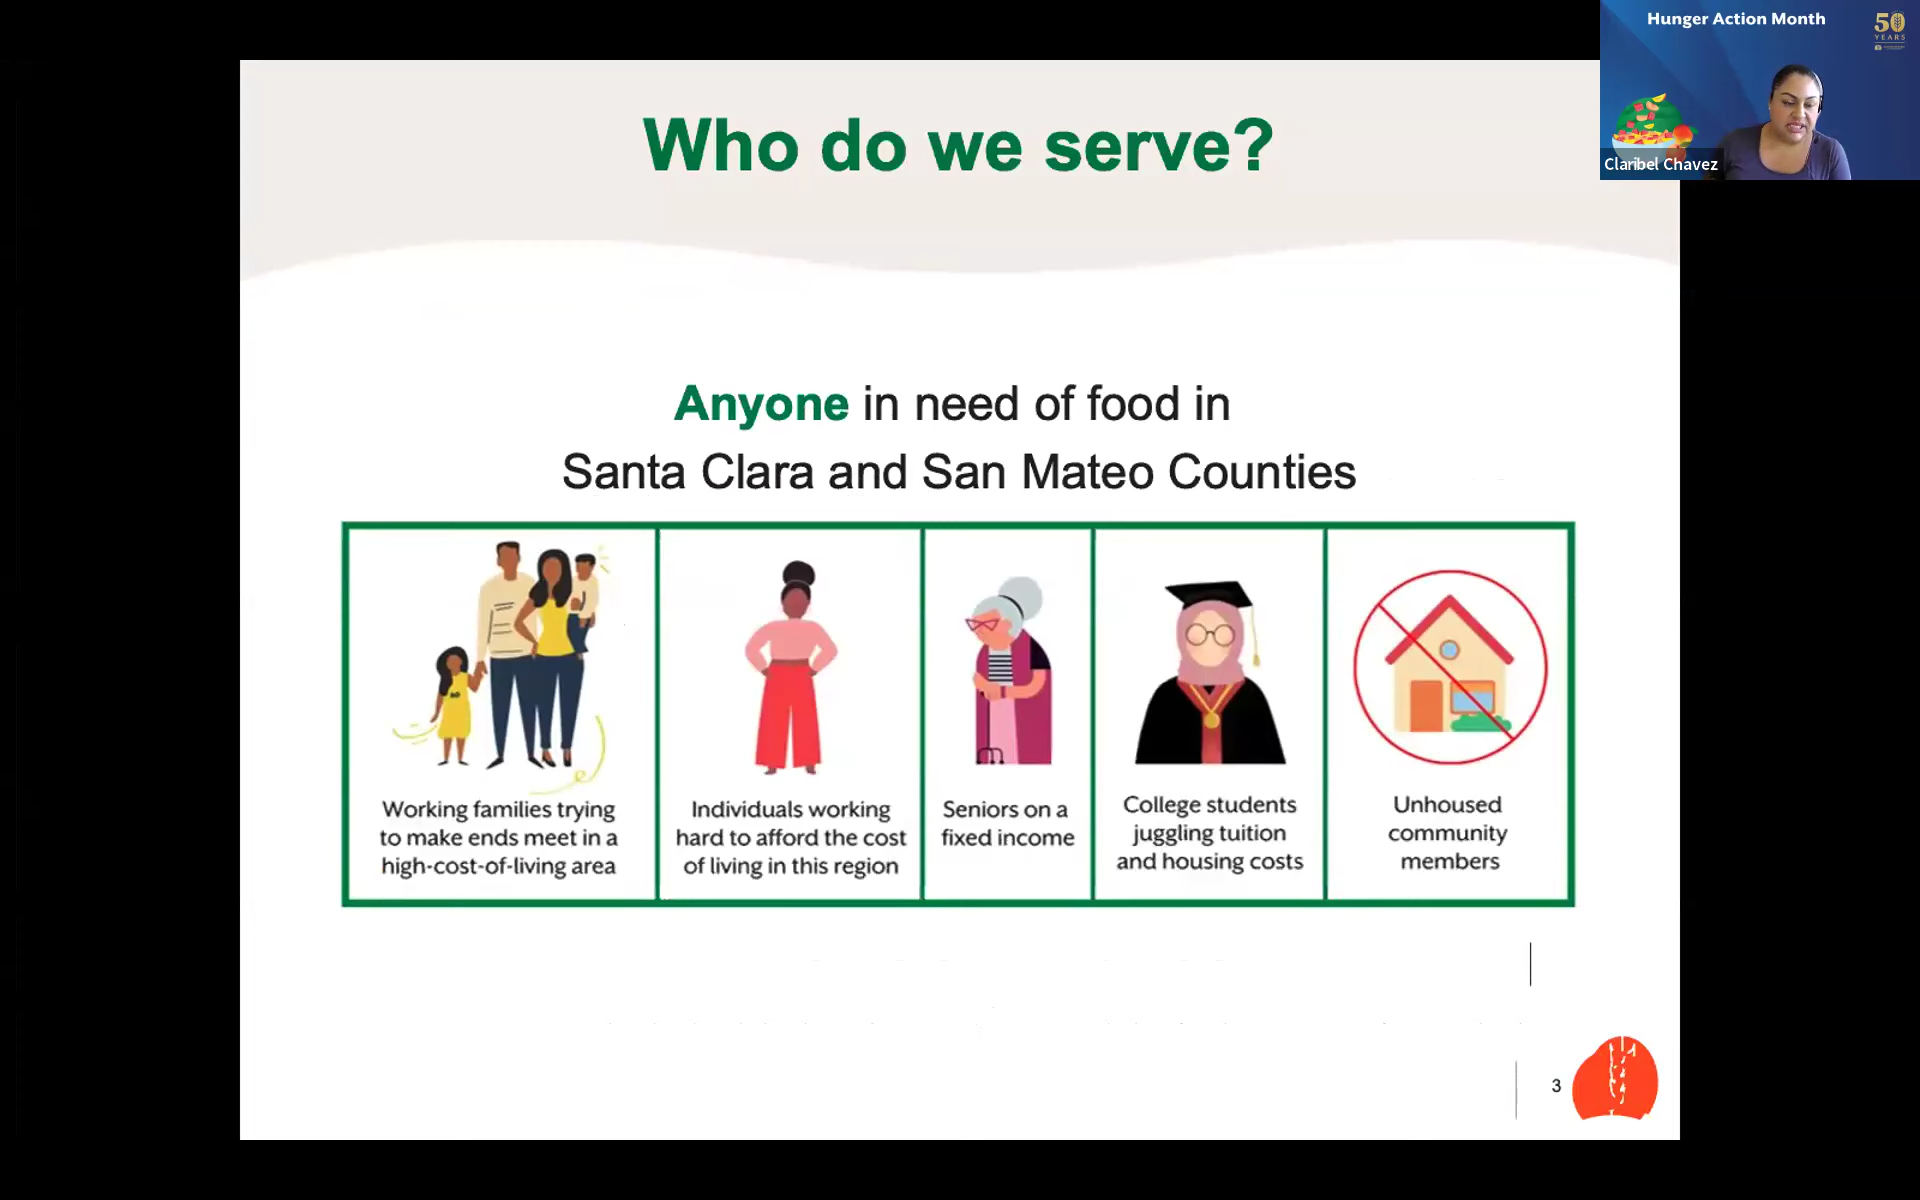 Hunger Action Month
50
YEARS
Claribel Chavez
Who do we serve?
Anyone in need of food in
Santa Clara and San Mateo Counties
Working families trying
to make ends meet in a
high-cost-of-living area
Individuals working
hard to afford the cost
of living in this region
Seniors on a
fixed income
College students
juggling tuition
and housing costs
Unhoused
community
members
3